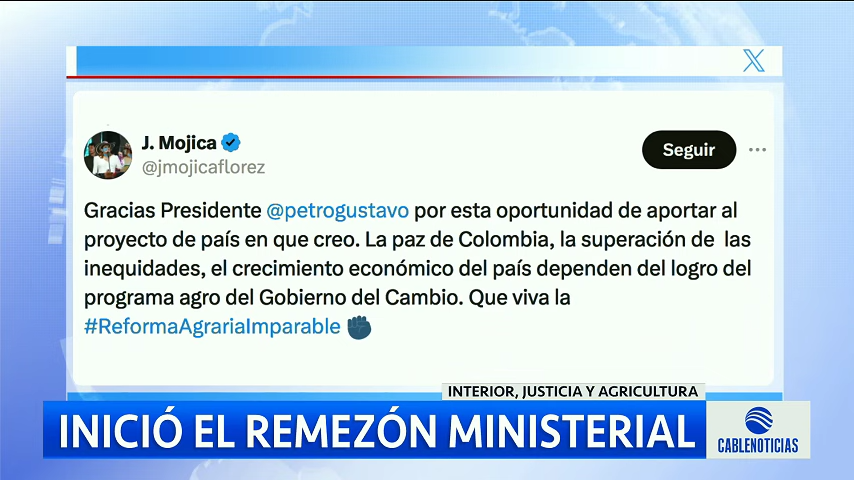 J. Mojica
@jmojicaflorez
Seguir
Gracias Presidente @petrogustavo por esta oportunidad de aportar al
proyecto de país en que creo. La paz de Colombia, la superación de las
inequidades, el crecimiento económico del país dependen del logro del
programa agro del Gobierno del Cambio. Que viva la
#ReformaAgrariaImparable
INTERIOR, JUSTICIA Y AGRICULTURA
INICIÓ EL REMEZÓN MINISTERIAL
CABLENOTICIAS